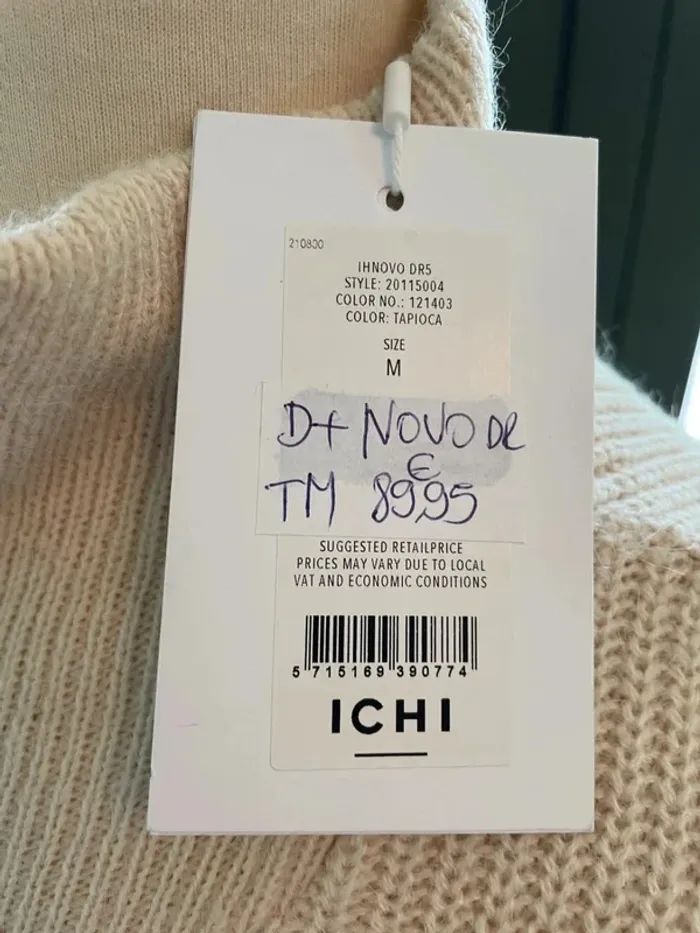 210800
IHNOVO DR5
STYLE: 20115004
COLOR NO.: 121403
COLOR: TAPIOCA
SIZE
M
D+ NOVO DR
€
TM 89,95
SUGGESTED RETAILPRICE
PRICES MAY VARY DUE TO LOCAL
VAT AND ECONOMIC CONDITIONS
5 715169 390774
ICHI